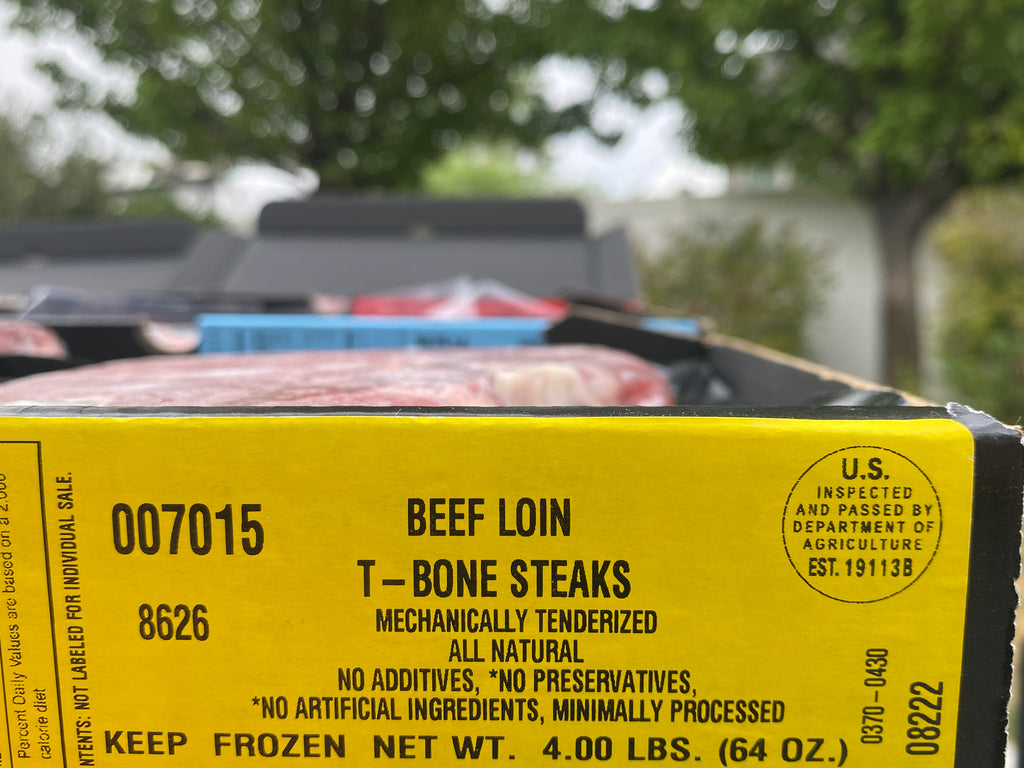 Percent Daily Values are based on a 2,000
calorie diet
NTENTS: NOT LABELED FOR INDIVIDUAL SALE.
007015
8626
BEEF LOIN
T-BONE STEAKS
MECHANICALLY TENDERIZED
ALL NATURAL
NO ADDITIVES, *NO PRESERVATIVES,
*NO ARTIFICIAL INGREDIENTS, MINIMALLY PROCESSED
KEEP FROZEN NET WT. 4.00 LBS. (64 OZ.)
U.S.
INSPECTED
AND PASSED BY
DEPARTMENT OF
AGRICULTURE
EST. 19113B
0370-0430
08222